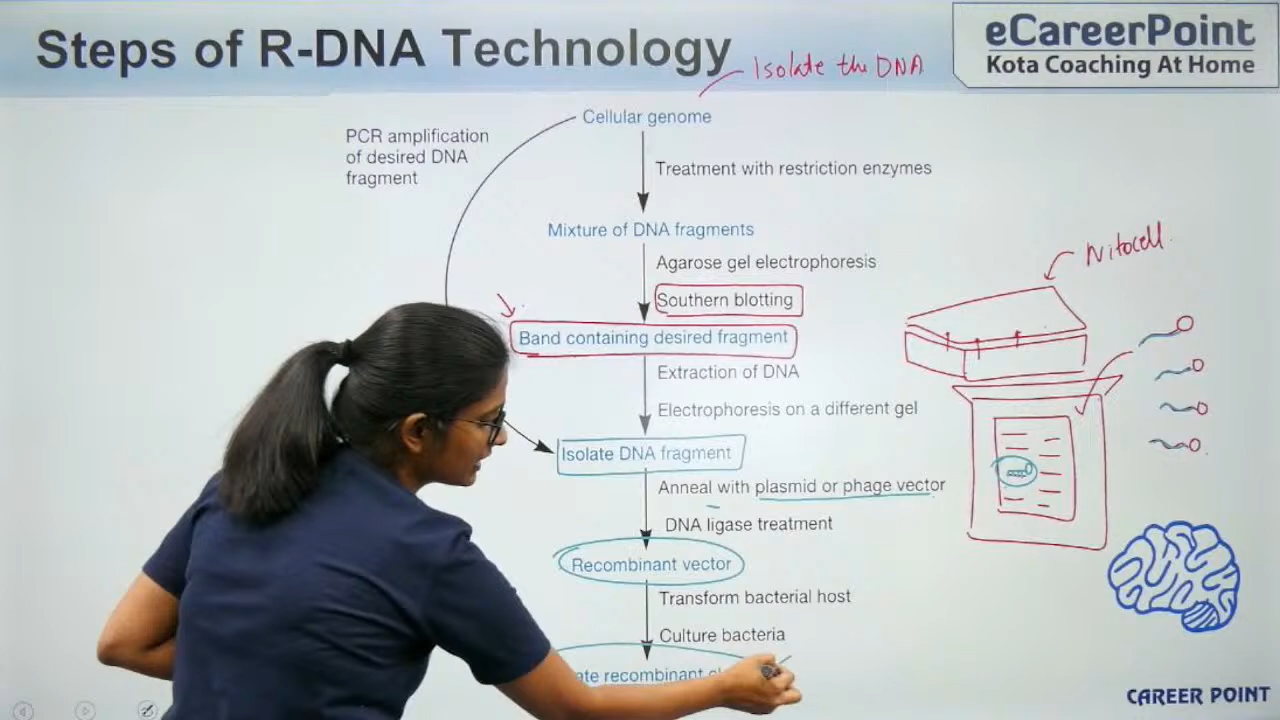 Steps of R-DNA Technology
eCareerPoint
Kota Coaching At Home
Isolate the DNA
Cellular genome
PCR amplification
of desired DNA
fragment
Treatment with restriction enzymes
Mixture of DNA fragments
Agarose gel electrophoresis
Southern blotting
Nitocell
Band containing desired fragment
Extraction of DNA
Electrophoresis on a different gel
Isolate DNA fragment
Anneal with plasmid or phage vector
DNA ligase treatment
Recombinant vector
Transform bacterial host
Culture bacteria
recombinant
CAREER POINT